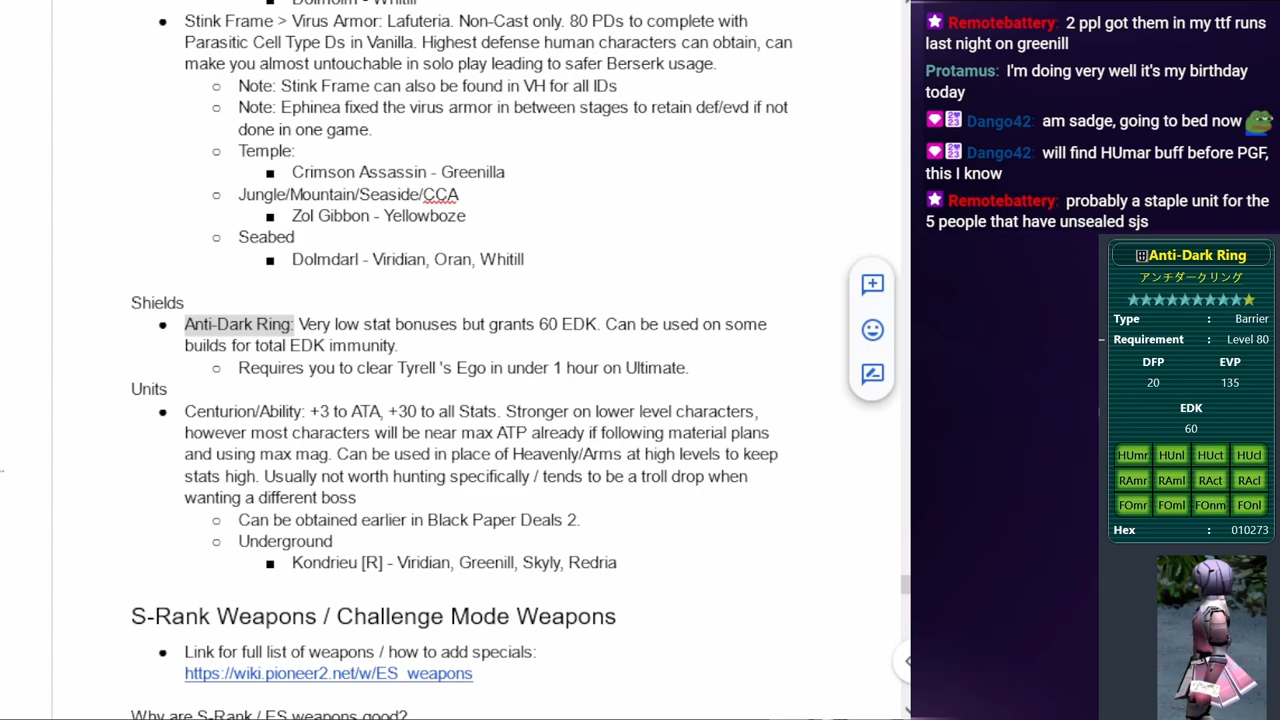 Stink Frame > Virus Armor: Lafuteria. Non-Cast only. 80 PDs to complete with
Parasitic Cell Type Ds in Vanilla. Highest defense human characters can obtain, can
make you almost untouchable in solo play leading to safer Berserk usage.
Note: Stink Frame can also be found in VH for all IDs
Note: Ephinea fixed the virus armor in between stages to retain def/evd if not
done in one game.
Temple:
Crimson Assassin - Greenilla
Jungle/Mountain/Seaside/CCA
Zol Gibbon - Yellowboze
Seabed
Dolmdarl - Viridian, Oran, Whitill
Shields
Anti-Dark Ring: Very low stat bonuses but grants 60 EDK. Can be used on some
builds for total EDK immunity.
Requires you to clear Tyrell 's Ego in under 1 hour on Ultimate.
Units
Centurion/Ability: +3 to ATA, +30 to all Stats. Stronger on lower level characters,
however most characters will be near max ATP already if following material plans
and using max mag. Can be used in place of Heavenly/Arms at high levels to keep
stats high. Usually not worth hunting specifically / tends to be a troll drop when
wanting a different boss
Can be obtained earlier in Black Paper Deals 2.
Underground
Kondrieu [R] - Viridian, Greenill, Skyly, Redria
S-Rank Weapons / Challenge Mode Weapons
Link for full list of weapons / how to add specials:
https://wiki.pioneer2.net/w/ES_weapons
Why are S-Rank / ES weapons good?
Remotebattery: 2 ppl got them in my ttf runs
last night on greenill
Protamus: I'm doing very well it's my birthday
today
Dango42: am sadge, going to bed now
Dango42: will find HUmar buff before PGF,
this I know
Remotebattery: probably a staple unit for the
5 people that have unsealed sjs
Anti-Dark Ring
アンチダークリング
Type : Barrier
Requirement : Level 80
DFP EVP
20 135
EDK
60
HUmr HUnl HUct HUcl
RAmr RAml RAct RAcl
FOmr FOml FOnm FOnl
Hex : 010273